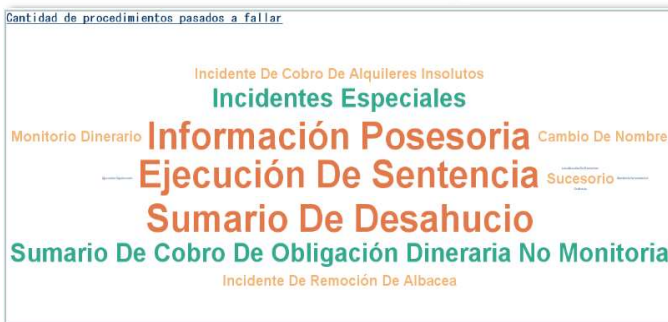 Cantidad de procedimientos pasados a fallar
Incidente De Cobro De Alquileres Insolutos
Incidentes Especiales
Monitorio Dinerario Información Posesoria Cambio De Nombre
Ejecución De Sentencia Sucesorio
Sumario De Desahucio
Sumario De Cobro De Obligación Dineraria No Monitoria
Incidente De Remoción De Albacea